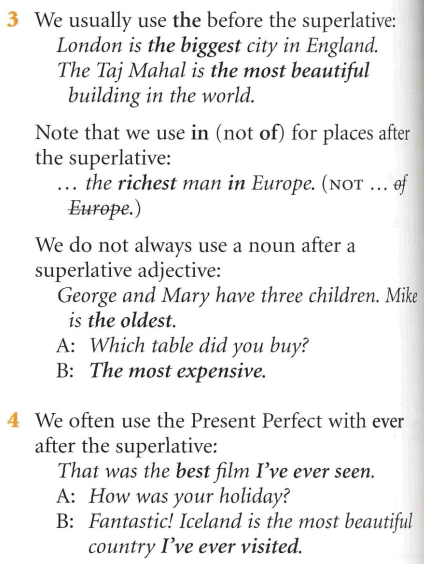 3 We usually use the before the superlative:
London is the biggest city in England.
The Taj Mahal is the most beautiful
building in the world.
Note that we use in (not of) for places after
the superlative:
... the richest man in Europe. (NOT ... of
Europe.)
We do not always use a noun after a
superlative adjective:
George and Mary have three children. Mike
is the oldest.
A: Which table did you buy?
B: The most expensive.
4 We often use the Present Perfect with ever
after the superlative:
That was the best film I've ever seen.
A: How was your holiday?
B: Fantastic! Iceland is the most beautiful
country I've ever visited.